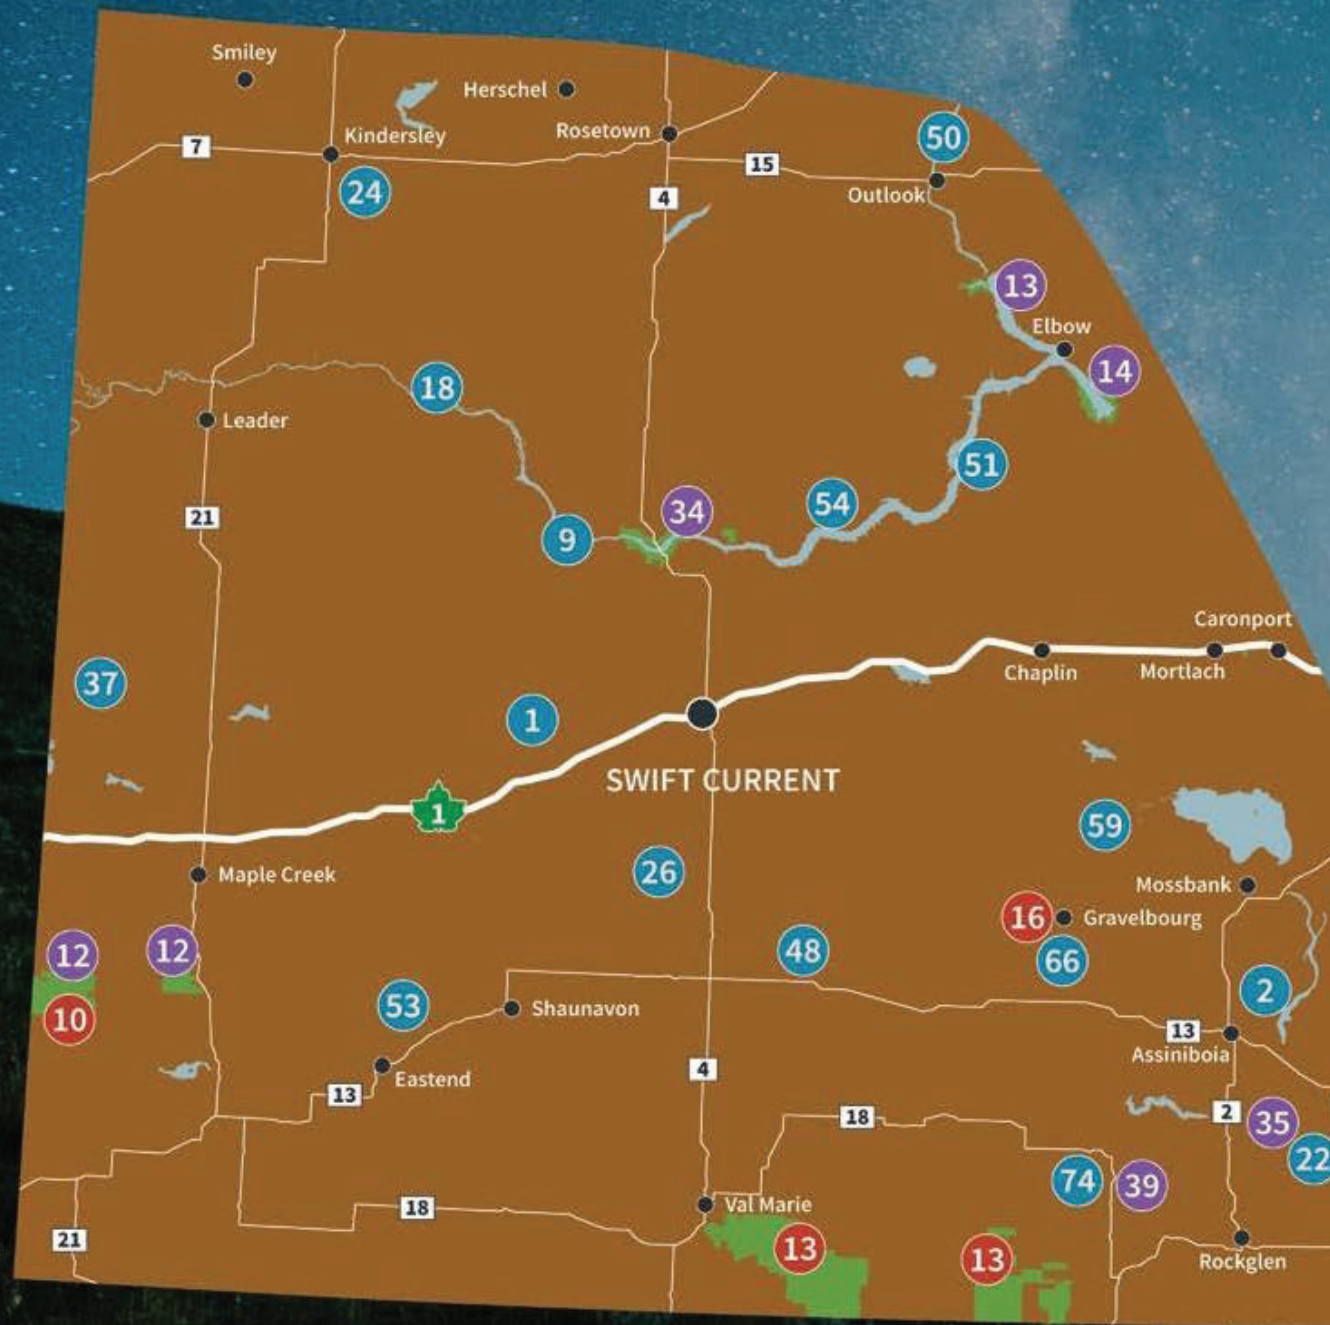 Smiley
Herschel
Rosetown
Kindersley
7
24
15
4
50
Outlook
13
Elbow
14
18
Leader
51
54
34
9
21
Caronport
Chaplin
Mortlach
37
1
SWIFT CURRENT
1
59
26
Maple Creek
Mossbank
16
Gravelbourg
12
12
48
66
2
53
Shaunavon
10
13
Assiniboia
4
Eastend
13
18
2
35
22
74
39
Val Marie
18
21
13
13
Rockglen